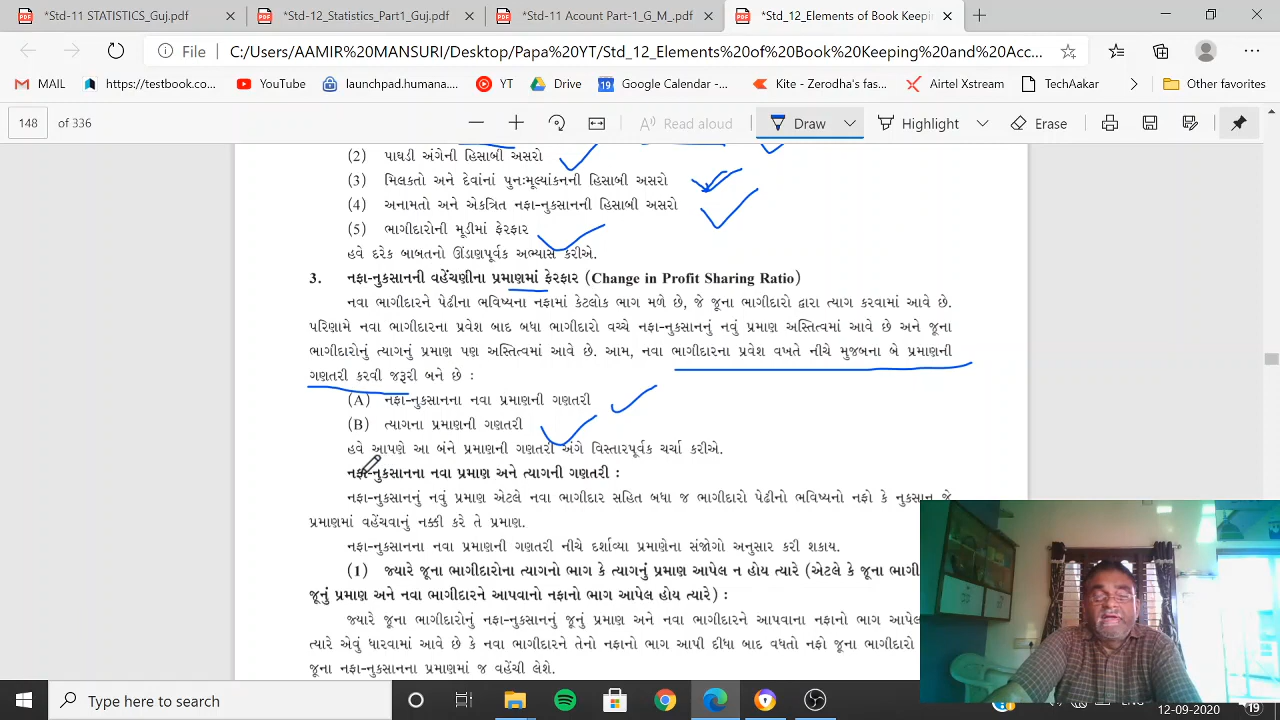 *Std-11 STATISTICS_Guj.pdf
*Std_12_Statistics_Part_1_Guj.pdf
*Std-11 Acount Part-1_G_M_.pdf
*Std_12_Elements of Book Keepin
File C:/Users/AAMIR%20MANSURI/Desktop/Papa%20YT/Std_12_Elements%20of%20Book%20Keeping%20and%20Acc...
MAIL https://testbook.co... YouTube launchpad.humana.... YT Drive Google Calendar - ... Kite - Zerodha's fas... Airtel Xstream TechAakar Other favorites
148 of 336 Read aloud Draw Highlight Erase
(2) પાઘડી અંગેની હિસાબી અસરો
(3) મિલકતો અને દેવાંનાં પુનઃમૂલ્યાંકનની હિસાબી અસરો
(4) અનામતો અને એકત્રિત નફા-નુકસાનની હિસાબી અસરો
(5) ભાગીદારોની મૂડીમાં ફેરફાર
હવે દરેક બાબતનો ઊંડાણપૂર્વક અભ્યાસ કરીએ.
3. નફા-નુકસાનની વહેંચણીના પ્રમાણમાં ફેરફાર (Change in Profit Sharing Ratio)
નવા ભાગીદારને પેઢીના ભવિષ્યના નફામાં કેટલોક ભાગ મળે છે, જે જૂના ભાગીદારો દ્વારા ત્યાગ કરવામાં આવે છે.
પરિણામે નવા ભાગીદારના પ્રવેશ બાદ બધા ભાગીદારો વચ્ચે નફા-નુકસાનનું નવું પ્રમાણ અસ્તિત્વમાં આવે છે અને જૂના
ભાગીદારોનું ત્યાગનું પ્રમાણ પણ અસ્તિત્વમાં આવે છે. આમ, નવા ભાગીદારના પ્રવેશ વખતે નીચે મુજબના બે પ્રમાણની
ગણતરી કરવી જરૂરી બને છે :
(A) નફા-નુકસાનના નવા પ્રમાણની ગણતરી
(B) ત્યાગના પ્રમાણની ગણતરી
હવે આપણે આ બંને પ્રમાણની ગણતરી અંગે વિસ્તારપૂર્વક ચર્ચા કરીએ.
નફા-નુકસાનના નવા પ્રમાણ અને ત્યાગની ગણતરી :
નફા-નુકસાનનું નવું પ્રમાણ એટલે નવા ભાગીદાર સહિત બધા જ ભાગીદારો પેઢીનો ભવિષ્યનો નફો કે નુકસાન જે
પ્રમાણમાં વહેંચવાનું નક્કી કરે તે પ્રમાણ.
નફા-નુકસાનના નવા પ્રમાણની ગણતરી નીચે દર્શાવ્યા પ્રમાણેના સંજોગો અનુસાર કરી શકાય.
(1) જ્યારે જૂના ભાગીદારોના ત્યાગનો ભાગ કે ત્યાગનું પ્રમાણ આપેલ ન હોય ત્યારે (એટલે કે જૂના ભાગી
જૂનું પ્રમાણ અને નવા ભાગીદારને આપવાનો નફાનો ભાગ આપેલ હોય ત્યારે) :
જ્યારે જૂના ભાગીદારોનું નફા-નુકસાનનું જૂનું પ્રમાણ અને નવા ભાગીદારને આપવાના નફાનો ભાગ આપેલ
ત્યારે એવું ધારવામાં આવે છે કે નવા ભાગીદારને તેનો નફાનો ભાગ આપી દીધા બાદ વધતો નફો જૂના ભાગીદારો
જૂના નફા-નુકસાનના પ્રમાણમાં જ વહેંચી લેશે.
Type here to search
ENG
12-09-2020
19